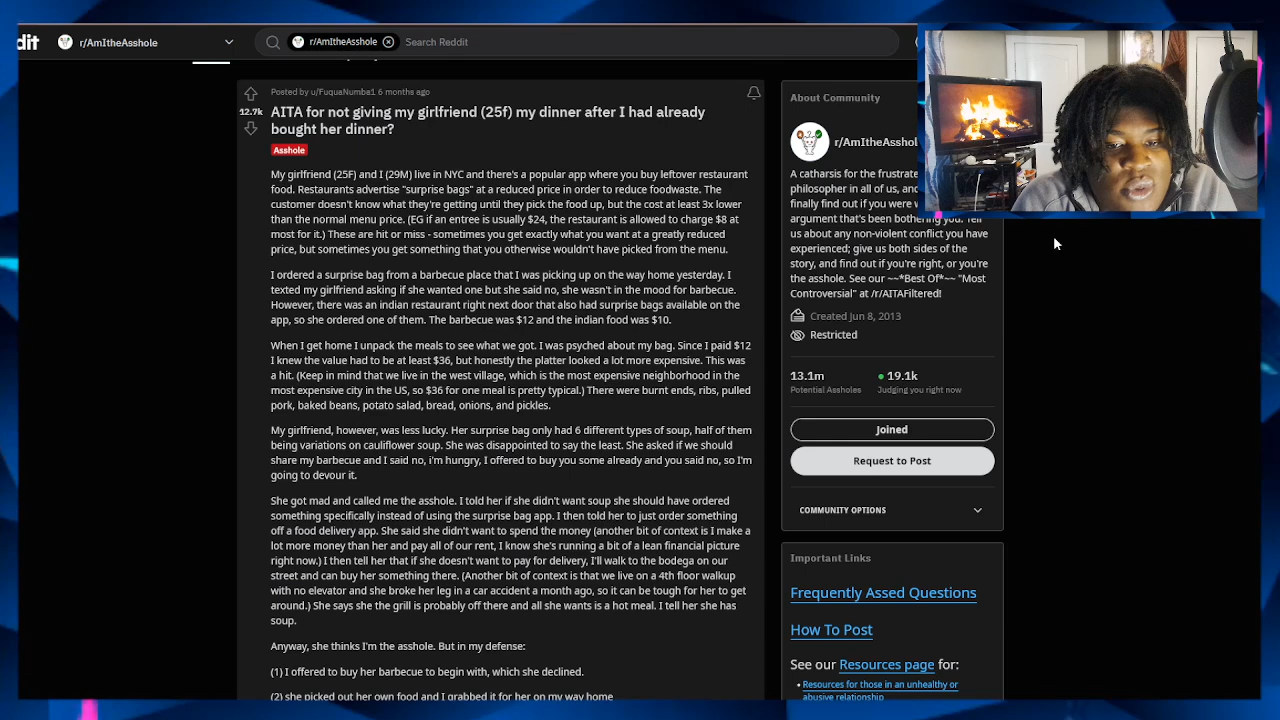 dit
r/AmItheAsshole
r/AmItheAsshole
Search Reddit
Posted by u/FuquaNumba1 6 months ago
12.7k
AITA for not giving my girlfriend (25f) my dinner after I had already
bought her dinner?
Asshole
My girlfriend (25F) and I (29M) live in NYC and there's a popular app where you buy leftover restaurant
food. Restaurants advertise "surprise bags" at a reduced price in order to reduce foodwaste. The
customer doesn't know what they're getting until they pick the food up, but the cost at least 3x lower
than the normal menu price. (EG if an entree is usually $24, the restaurant is allowed to charge $8 at
most for it.) These are hit or miss - sometimes you get exactly what you want at a greatly reduced
price, but sometimes you get something that you otherwise wouldn't have picked from the menu.
I ordered a surprise bag from a barbecue place that I was picking up on the way home yesterday. I
texted my girlfriend asking if she wanted one but she said no, she wasn't in the mood for barbecue.
However, there was an indian restaurant right next door that also had surprise bags available on the
app, so she ordered one of them. The barbecue was $12 and the indian food was $10.
When I get home I unpack the meals to see what we got. I was psyched about my bag. Since I paid $12
I knew the value had to be at least $36, but honestly the platter looked a lot more expensive. This was
a hit. (Keep in mind that we live in the west village, which is the most expensive neighborhood in the
most expensive city in the US, so $36 for one meal is pretty typical.) There were burnt ends, ribs, pulled
pork, baked beans, potato salad, bread, onions, and pickles.
My girlfriend, however, was less lucky. Her surprise bag only had 6 different types of soup, half of them
being variations on cauliflower soup. She was disappointed to say the least. She asked if we should
share my barbecue and I said no, i'm hungry, I offered to buy you some already and you said no, so I'm
going to devour it.
She got mad and called me the asshole. I told her if she didn't want soup she should have ordered
something specifically instead of using the surprise bag app. I then told her to just order something
off a food delivery app. She said she didn't want to spend the money (another bit of context is I make a
lot more money than her and pay all of our rent, I know she's running a bit of a lean financial picture
right now.) I then tell her that if she doesn't want to pay for delivery, I'll walk to the bodega on our
street and can buy her something there. (Another bit of context is that we live on a 4th floor walkup
with no elevator and she broke her leg in a car accident a month ago, so it can be tough for her to get
around.) She says she the grill is probably off there and all she wants is a hot meal. I tell her she has
soup.
Anyway, she thinks I'm the asshole. But in my defense:
(1) I offered to buy her barbecue to begin with, which she declined.
(2) she picked out her own food and I grabbed it for her on my way home
About Community
r/AmItheAsshol
A catharsis for the frustrate
philosopher in all of us, an
finally find out if you were
argument that's been bothering you. Tell
us about any non-violent conflict you have
experienced; give us both sides of the
story, and find out if you're right, or you're
the asshole. See our ~~*Best Of*~~ "Most
Controversial" at /r/AITAFiltered!
Created Jun 8, 2013
Restricted
13.1m
Potential Assholes
19.1k
Judging you right now
Joined
Request to Post
COMMUNITY OPTIONS
Important Links
Frequently Assed Questions
How To Post
See our Resources page for:
• Resources for those in an unhealthy or
abusive relationship